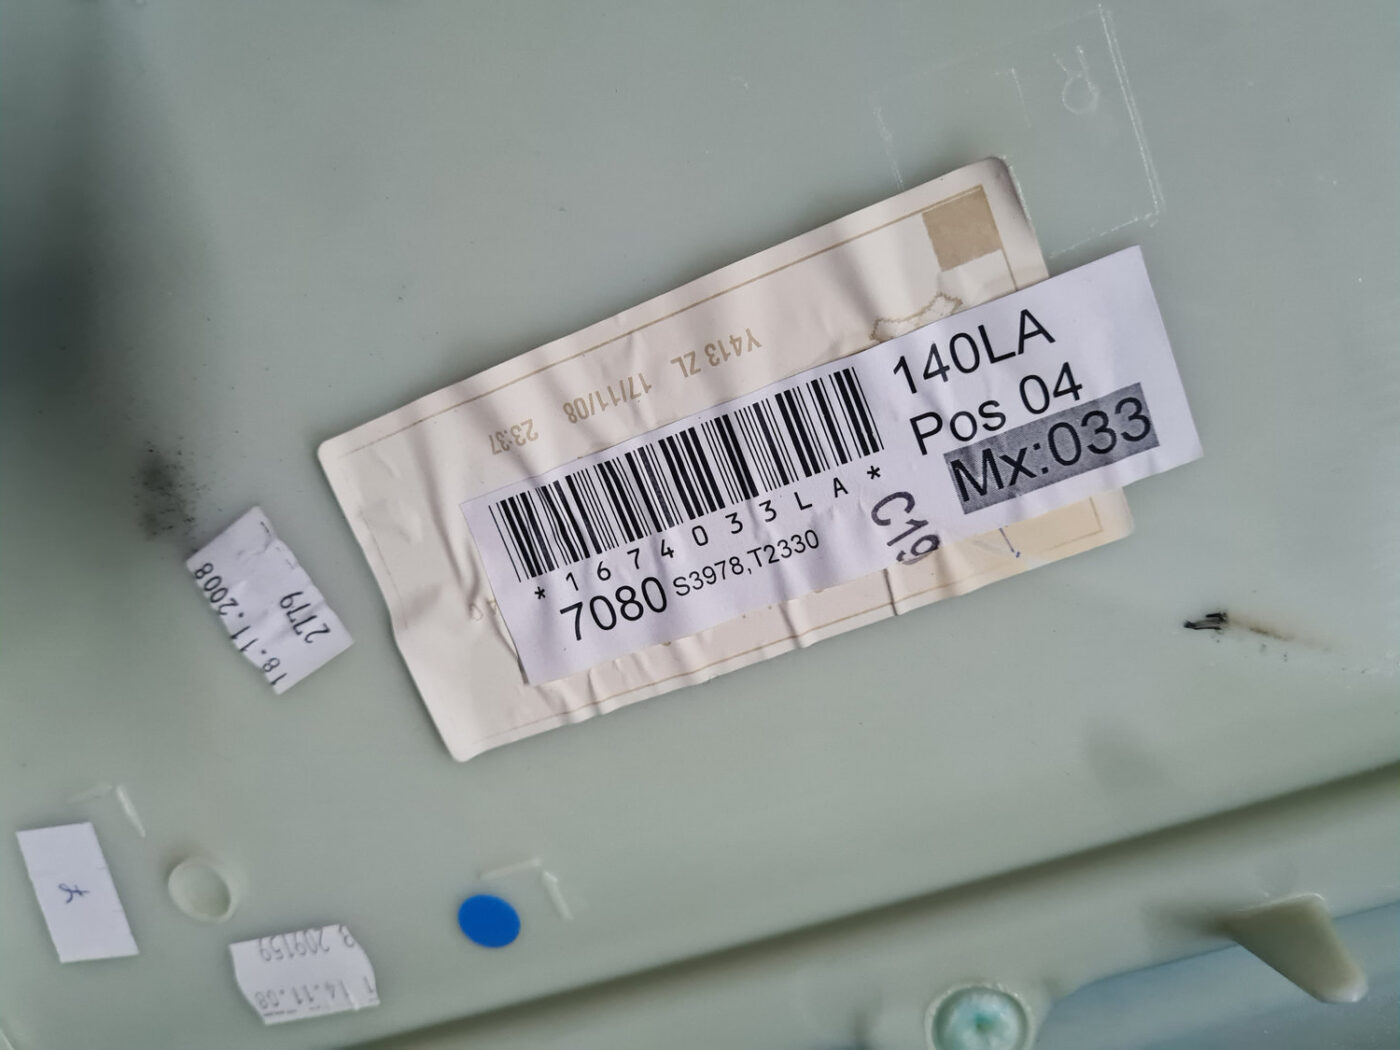 Y413 ZL 17/11/08 23:37
140LA
Pos 04
Mx:033
*1674033LA*
7080 S3978,T2330
C19
18.11.2008
2779
209159
14.11.08